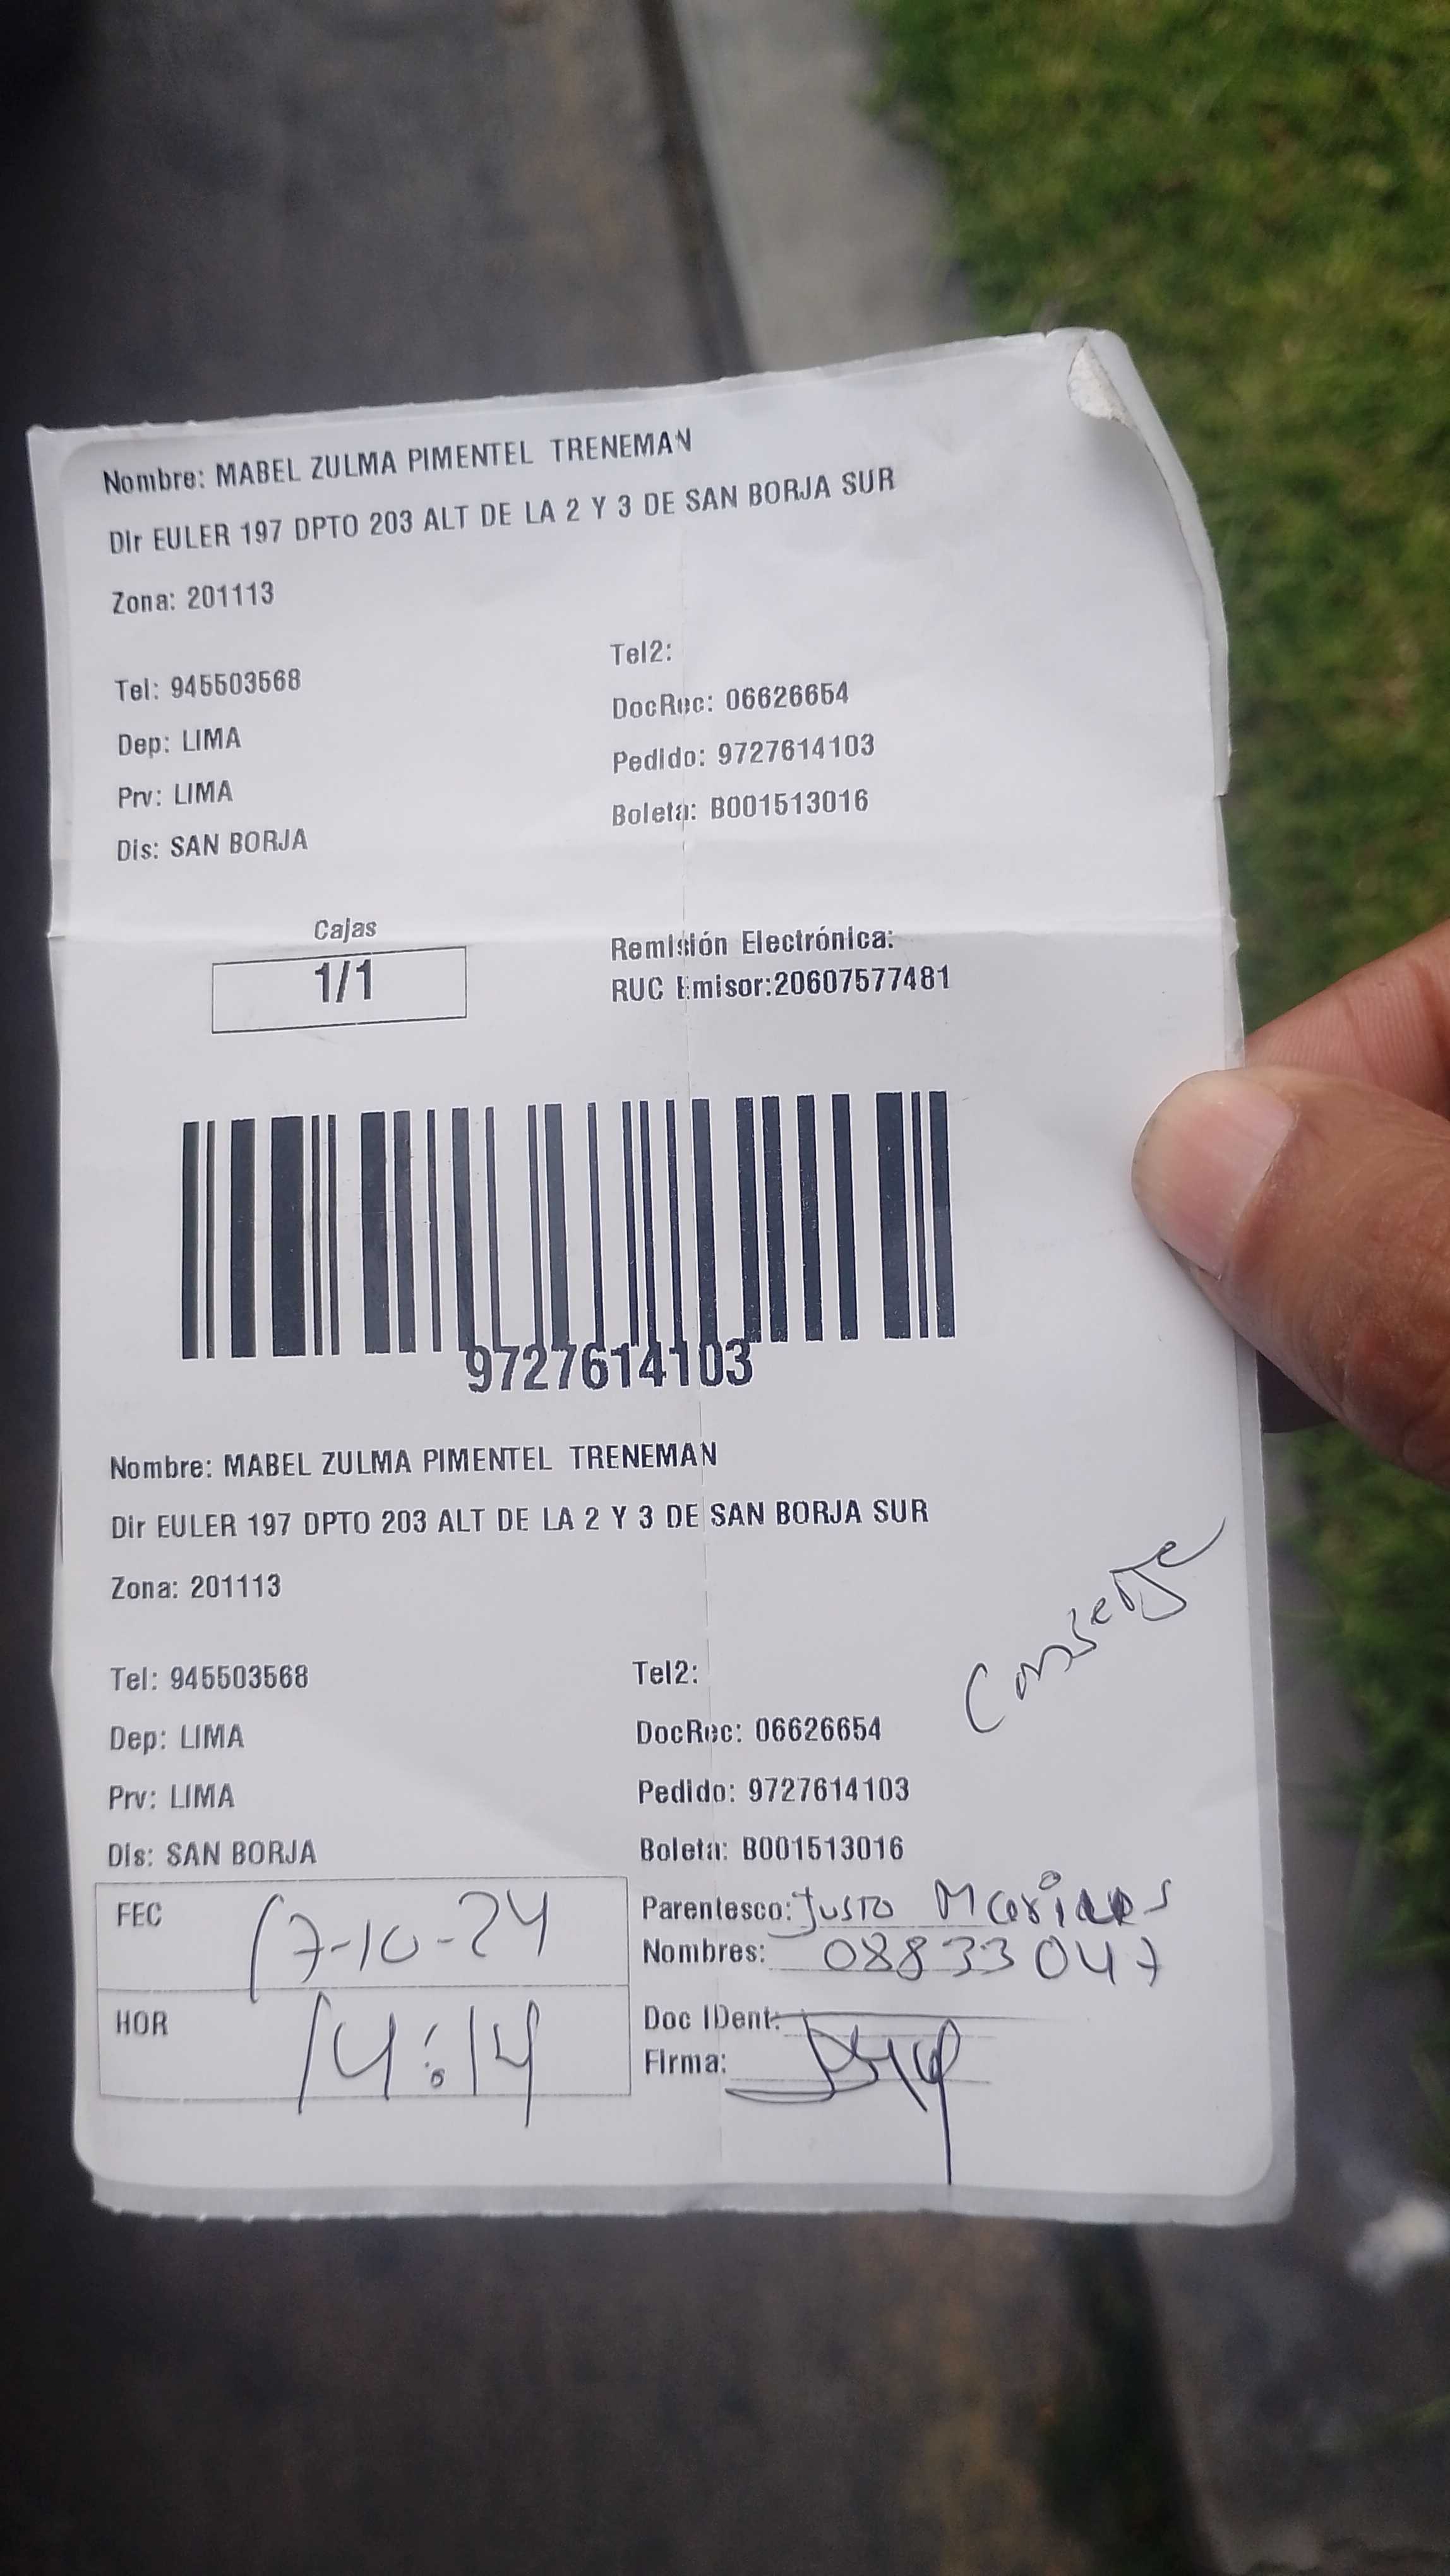 Nombre: MABEL ZULMA PIMENTEL TRENEMAN
Dir EULER 197 DPTO 203 ALT DE LA 2 Y 3 DE SAN BORJA SUR
Zona: 201113
Tel: 945503568
Tel2:
Dep: LIMA
DocRec: 06626654
Prv: LIMA
Pedido: 9727614103
Dis: SAN BORJA
Boleta: B001513016
Cajas
1/1
Remisión Electrónica:
RUC Emisor:20607577481
9727614103
Nombre: MABEL ZULMA PIMENTEL TRENEMAN
Dir EULER 197 DPTO 203 ALT DE LA 2 Y 3 DE SAN BORJA SUR
Zona: 201113
Conserje
Tel: 945503568
Tel2:
Dep: LIMA
DocRec: 06626654
Prv: LIMA
Pedido: 9727614103
Dis: SAN BORJA
Boleta: B001513016
FEC 17-10-24
Parentesco: Justo
Nombres: 08833047
HOR 14:14
Doc IDent:
Firma: